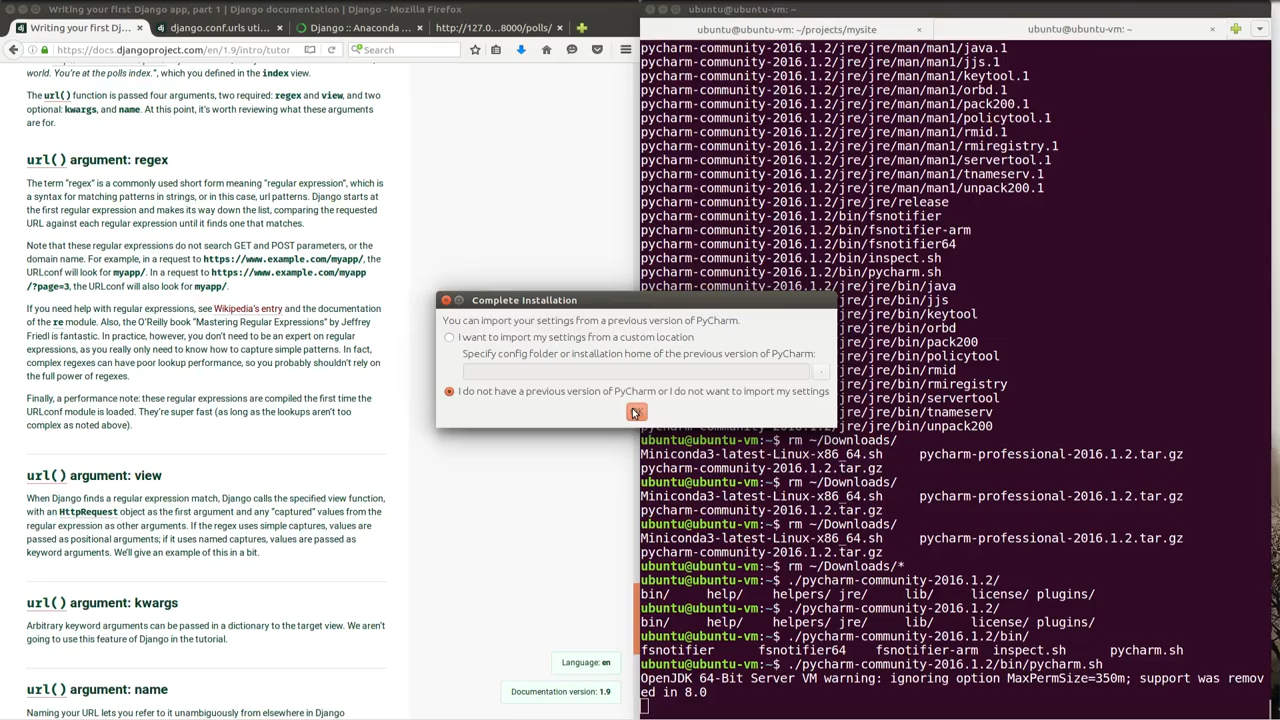 Writing your first Django app, part 1 | Django documentation | Django - Mozilla Firefox
Writing your first Dj...
django.conf.urls uti...
Django :: Anaconda ...
http://127.0...:8000/polls/
https://docs.djangoproject.com/en/1.9/intro/tutor
Search
world. You're at the polls index.", which you defined in the index view.
The url() function is passed four arguments, two required: regex and view, and two
optional: kwargs, and name. At this point, it's worth reviewing what these arguments
are for.
url() argument: regex
The term "regex" is a commonly used short form meaning "regular expression", which is
a syntax for matching patterns in strings, or in this case, url patterns. Django starts at
the first regular expression and makes its way down the list, comparing the requested
URL against each regular expression until it finds one that matches.
Note that these regular expressions do not search GET and POST parameters, or the
domain name. For example, in a request to https://www.example.com/myapp/, the
URLconf will look for myapp/. In a request to https://www.example.com/myapp
/?page=3, the URLconf will also look for myapp/.
If you need help with regular expressions, see Wikipedia's entry and the documentation
of the re module. Also, the O'Reilly book "Mastering Regular Expressions" by Jeffrey
Friedl is fantastic. In practice, however, you don't need to be an expert on regular
expressions, as you really only need to know how to capture simple patterns. In fact,
complex regexes can have poor lookup performance, so you probably shouldn't rely on
the full power of regexes.
Finally, a performance note: these regular expressions are compiled the first time the
URLconf module is loaded. They're super fast (as long as the lookups aren't too
complex as noted above).
url() argument: view
When Django finds a regular expression match, Django calls the specified view function,
with an HttpRequest object as the first argument and any "captured" values from the
regular expression as other arguments. If the regex uses simple captures, values are
passed as positional arguments; if it uses named captures, values are passed as
keyword arguments. We'll give an example of this in a bit.
url() argument: kwargs
Arbitrary keyword arguments can be passed in a dictionary to the target view. We aren't
going to use this feature of Django in the tutorial.
Language: en
url() argument: name
Documentation version: 1.9
Naming your URL lets you refer to it unambiguously from elsewhere in Django
Complete Installation
You can import your settings from a previous version of PyCharm.
I want to import my settings from a custom location
Specify config folder or installation home of the previous version of PyCharm:
I do not have a previous version of PyCharm or I do not want to import my settings
ubuntu@ubuntu-vm: ~
ubuntu@ubuntu-vm: ~/projects/mysite
ubuntu@ubuntu-vm: ~
pycharm-community-2016.1.2/jre/jre/man/man1/java.1
pycharm-community-2016.1.2/jre/jre/man/man1/jjs.1
pycharm-community-2016.1.2/jre/jre/man/man1/keytool.1
pycharm-community-2016.1.2/jre/jre/man/man1/orbd.1
pycharm-community-2016.1.2/jre/jre/man/man1/pack200.1
pycharm-community-2016.1.2/jre/jre/man/man1/policytool.1
pycharm-community-2016.1.2/jre/jre/man/man1/rmid.1
pycharm-community-2016.1.2/jre/jre/man/man1/rmiregistry.1
pycharm-community-2016.1.2/jre/jre/man/man1/servertool.1
pycharm-community-2016.1.2/jre/jre/man/man1/tnameserv.1
pycharm-community-2016.1.2/jre/jre/man/man1/unpack200.1
pycharm-community-2016.1.2/jre/jre/release
pycharm-community-2016.1.2/bin/fsnotifier
pycharm-community-2016.1.2/bin/fsnotifier-arm
pycharm-community-2016.1.2/bin/fsnotifier64
pycharm-community-2016.1.2/bin/inspect.sh
pycharm-community-2016.1.2/bin/pycharm.sh
/jre/bin/java
/jre/bin/jjs
/jre/bin/keytool
/jre/bin/orbd
/jre/bin/pack200
/jre/bin/policytool
/jre/bin/rmid
/jre/bin/rmiregistry
/jre/bin/servertool
/jre/bin/tnameserv
pycharm-community-2016.1.2/jre/jre/bin/unpack200
ubuntu@ubuntu-vm:~$ rm ~/Downloads/
Miniconda3-latest-Linux-x86_64.sh pycharm-professional-2016.1.2.tar.gz
pycharm-community-2016.1.2.tar.gz
ubuntu@ubuntu-vm:~$ rm ~/Downloads/
Miniconda3-latest-Linux-x86_64.sh pycharm-professional-2016.1.2.tar.gz
pycharm-community-2016.1.2.tar.gz
ubuntu@ubuntu-vm:~$ rm ~/Downloads/
Miniconda3-latest-Linux-x86_64.sh pycharm-professional-2016.1.2.tar.gz
pycharm-community-2016.1.2.tar.gz
ubuntu@ubuntu-vm:~$ rm ~/Downloads/*
ubuntu@ubuntu-vm:~$ ./pycharm-community-2016.1.2/
bin/ help/ helpers/ jre/ lib/ license/ plugins/
ubuntu@ubuntu-vm:~$ ./pycharm-community-2016.1.2/
bin/ help/ helpers/ jre/ lib/ license/ plugins/
ubuntu@ubuntu-vm:~$ ./pycharm-community-2016.1.2/bin/
fsnotifier fsnotifier64 fsnotifier-arm inspect.sh pycharm.sh
ubuntu@ubuntu-vm:~$ ./pycharm-community-2016.1.2/bin/pycharm.sh
OpenJDK 64-Bit Server VM warning: ignoring option MaxPermSize=350m; support was remov
ed in 8.0